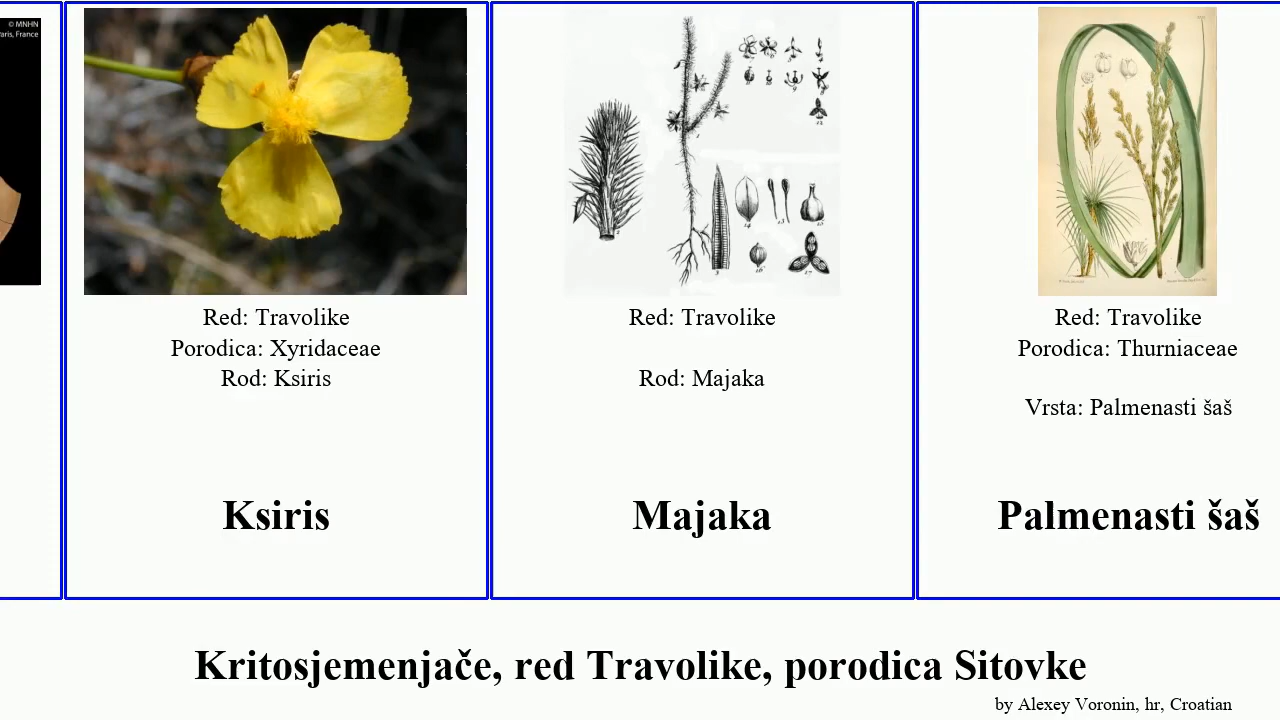 © MNHN
aris, France
Red: Travolike
Porodica: Xyridaceae
Rod: Ksiris
Ksiris
Red: Travolike
Rod: Majaka
Majaka
Red: Travolike
Porodica: Thurniaceae
Vrsta: Palmenasti šaš
Palmenasti šaš
Kritosjemenjače, red Travolike, porodica Sitovke
by Alexey Voronin, hr, Croatian